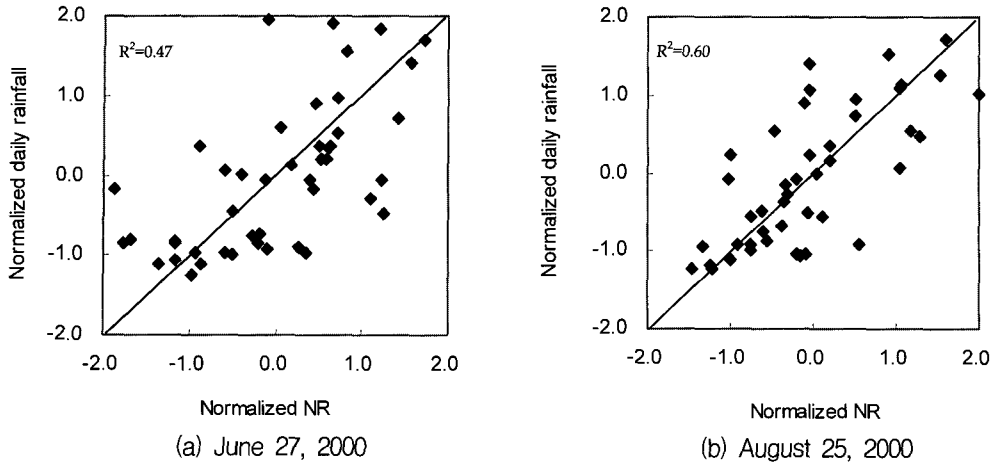 R²=0.47
Normalized daily rainfall
2.0
1.0
0.0
-1.0
-2.0
-2.0 -1.0 0.0 1.0 2.0
Normalized NR
(a) June 27, 2000
R²=0.60
Normalized daily rainfall
2.0
1.0
0.0
-1.0
-2.0
-2.0 -1.0 0.0 1.0 2.0
Normalized NR
(b) August 25, 2000